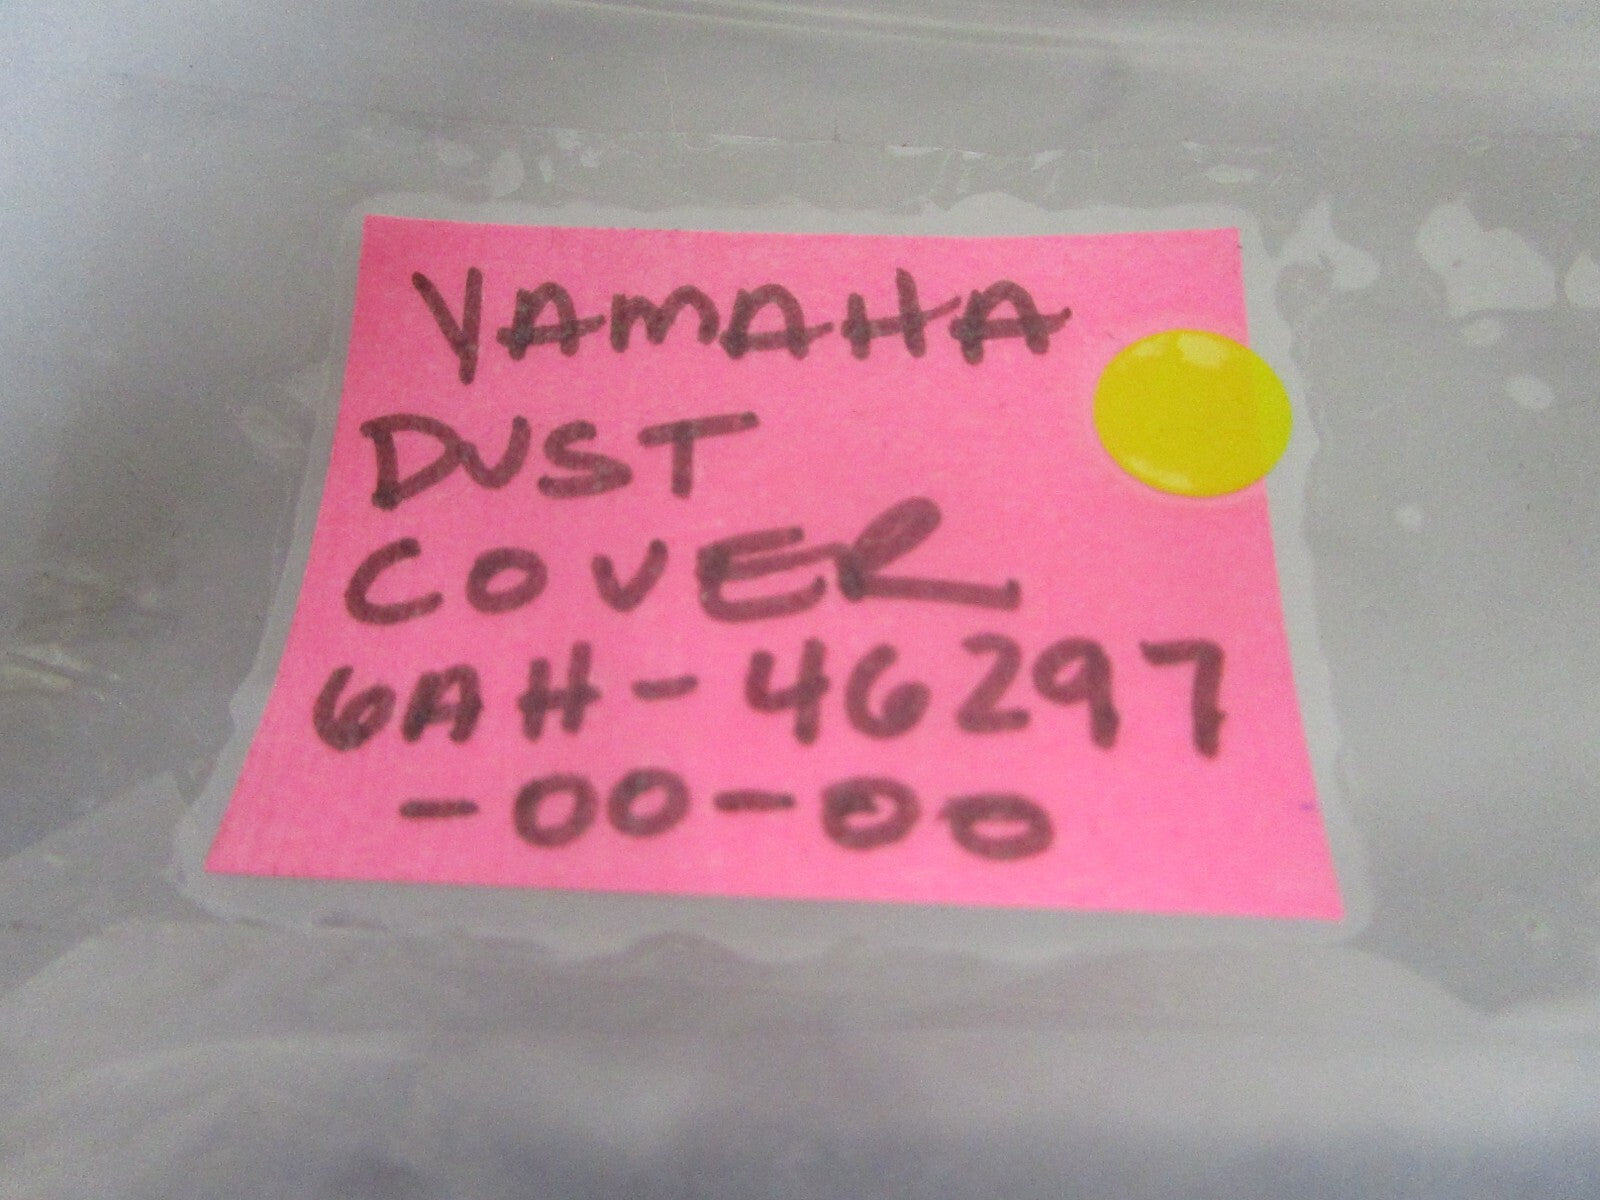 YAMAHA
DUST
COVER
6AH-46297
-00-00